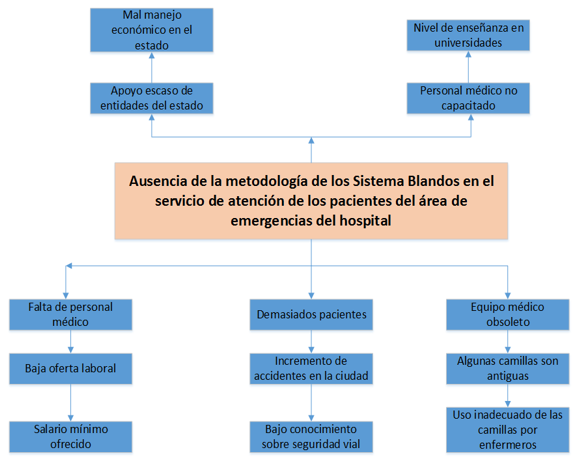 Mal manejo
económico en el
estado
Nivel de enseñanza en
universidades
Apoyo escaso de
entidades del estado
Personal médico no
capacitado
Ausencia de la metodología de los Sistema Blandos en el
servicio de atención de los pacientes del área de
emergencias del hospital
Falta de personal
médico
Demasiados pacientes
Equipo médico
obsoleto
Baja oferta laboral
Incremento de
accidentes en la ciudad
Algunas camillas son
antiguas
Salario mínimo
ofrecido
Bajo conocimiento
sobre seguridad vial
Uso inadecuado de las
camillas por
enfermeros